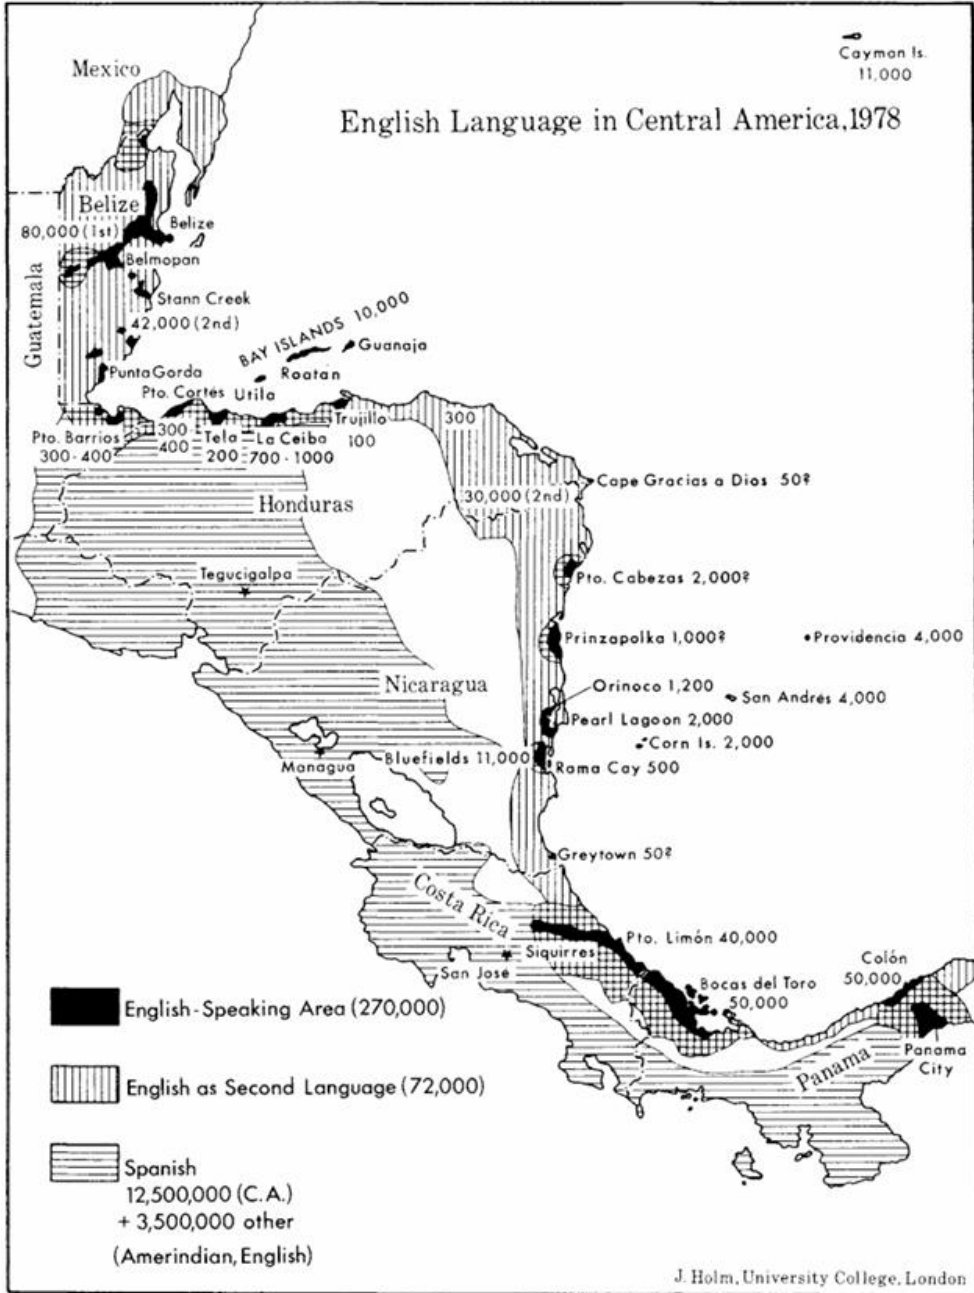 Cayman Is.
11,000
Mexico
English Language in Central America,1978
Belize
80,000 (1st)
Belize
Belmopan
Guatemala
Stann Creek
42,000 (2nd)
BAY ISLANDS 10,000
Guanaja
Roatán
Punta Gorda
Pto. Cortés
Utila
Pto. Barrios
300-400
300
400
Tela
200
La Ceiba
700-1000
Trujillo
100
300
Cape Gracias a Dios 50?
30,000 (2nd)
Honduras
Tegucigalpa
Pto. Cabezas 2,000?
Prinzapolka 1,000?
Providencia 4,000
Nicaragua
Orinoco 1,200
San Andrés 4,000
Pearl Lagoon 2,000
Corn Is. 2,000
Bluefields 11,000
Rama Cay 500
Managua
Greytown 50?
Costa Rica
Pto. Limón 40,000
Siquirres
San José
Bocas del Toro
50,000
Colón
50,000
Panama
City
Panama
English-Speaking Area (270,000)
English as Second Language (72,000)
Spanish
12,500,000 (C.A.)
+ 3,500,000 other
(Amerindian, English)
J. Holm, University College, London